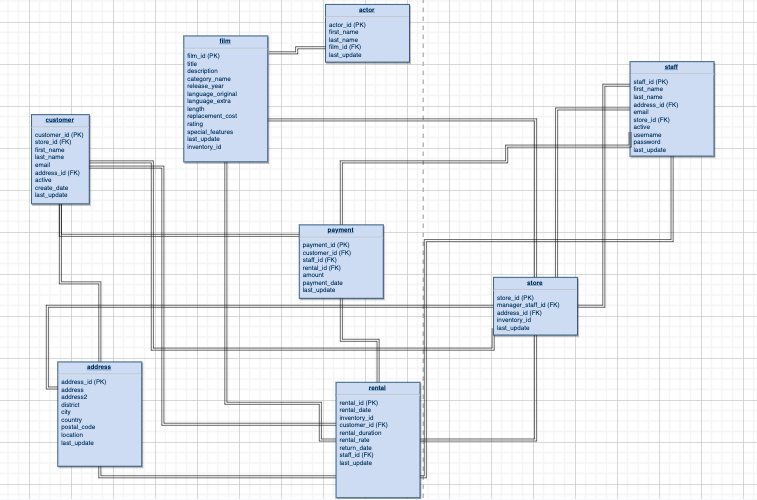 actor
actor_id (PK)
first_name
last_name
film_id (FK)
last_update
film
film_id (PK)
title
description
category_name
release_year
language_original
language_extra
length
replacement_cost
rating
special_features
last_update
inventory_id
staff
staff_id (PK)
first_name
last_name
address_id (FK)
email
store_id (FK)
active
username
password
last_update
customer
customer_id (PK)
store_id (FK)
first_name
last_name
email
address_id (FK)
active
create_date
last_update
payment
payment_id (PK)
customer_id (FK)
staff_id (FK)
rental_id (FK)
amount
payment_date
last_update
store
store_id (PK)
manager_staff_id (FK)
address_id (FK)
inventory_id
last_update
address
address_id (PK)
address
address2
district
city
country
postal_code
location
last_update
rental
rental_id (PK)
rental_date
inventory_id
customer_id (FK)
rental_duration
rental_rate
return_date
staff_id (FK)
last_update